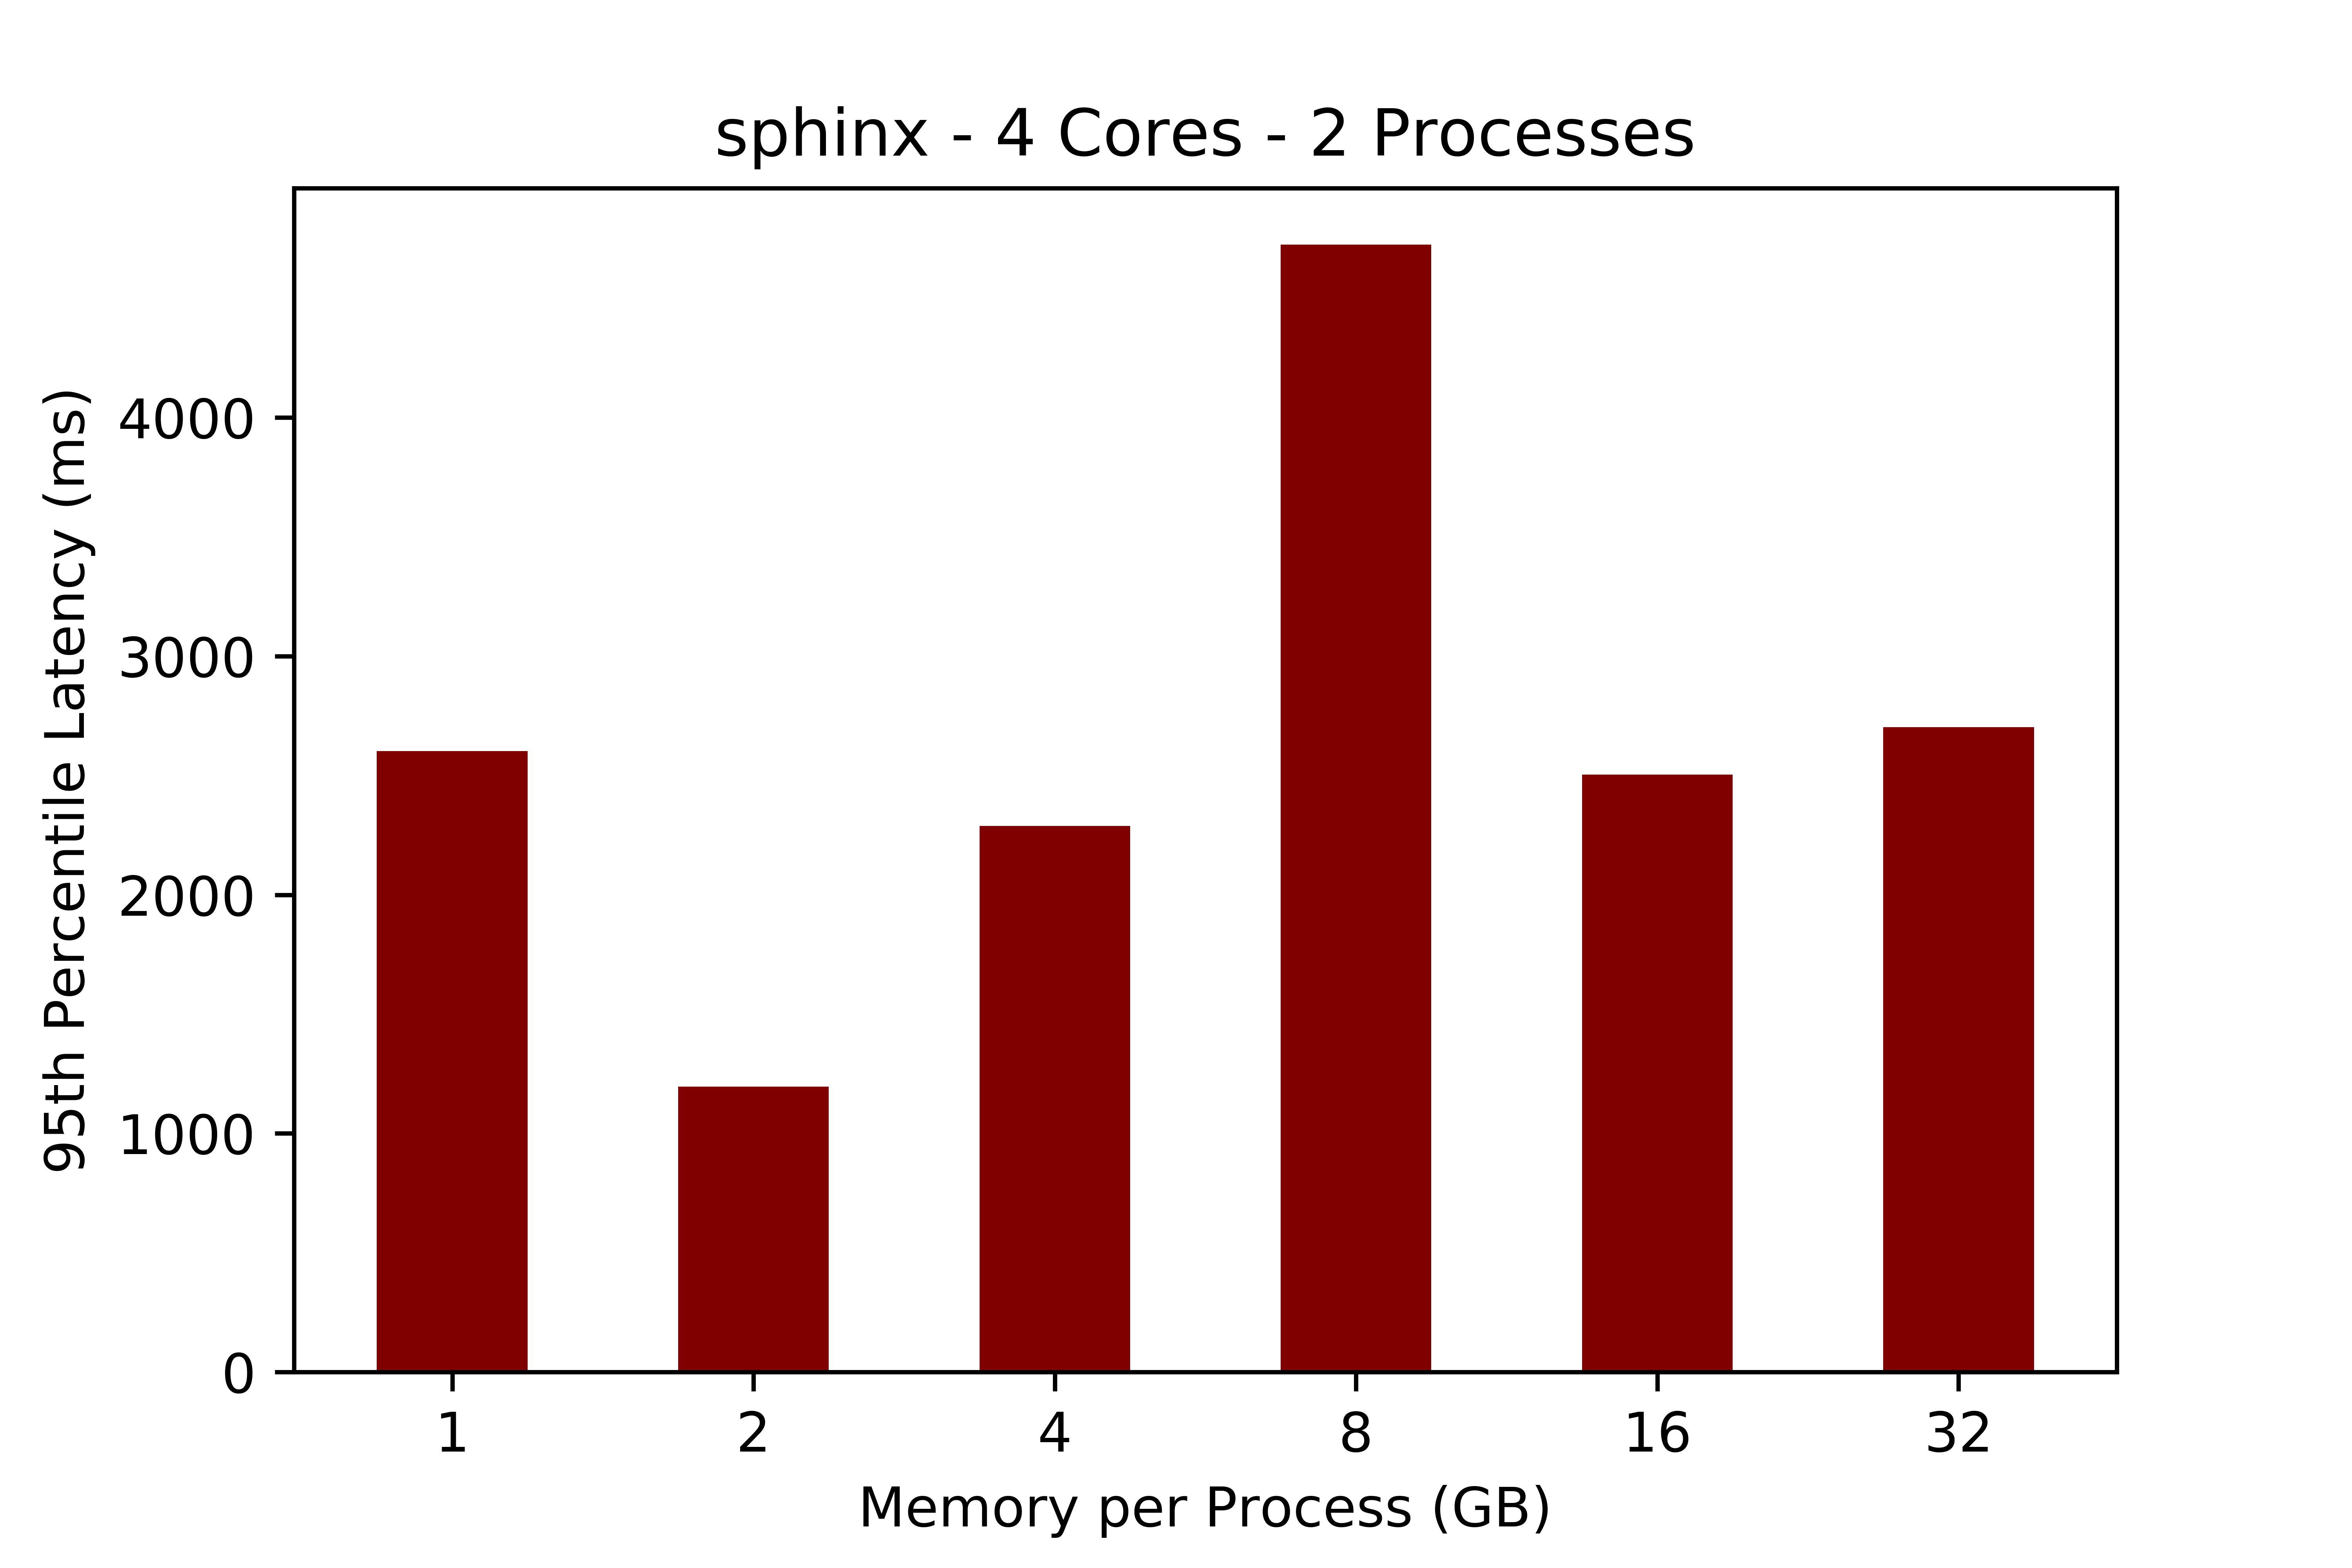 sphinx - 4 Cores - 2 Processes
95th Percentile Latency (ms)
4000
3000
2000
1000
0
1 2 4 8 16 32
Memory per Process (GB)